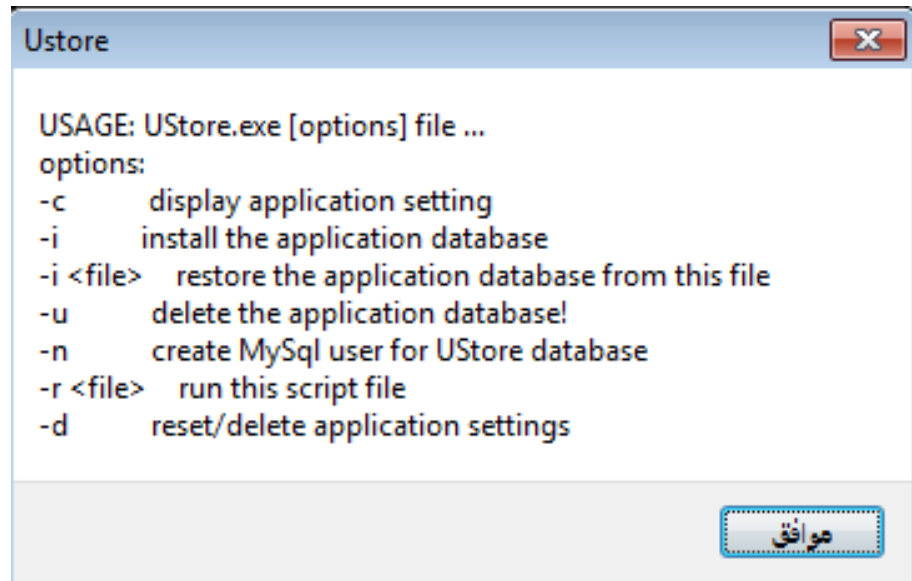 Ustore
USAGE: UStore.exe [options] file ...
options:
-c display application setting
-i install the application database
-i <file> restore the application database from this file
-u delete the application database!
-n create MySql user for UStore database
-r <file> run this script file
-d reset/delete application settings
موافق